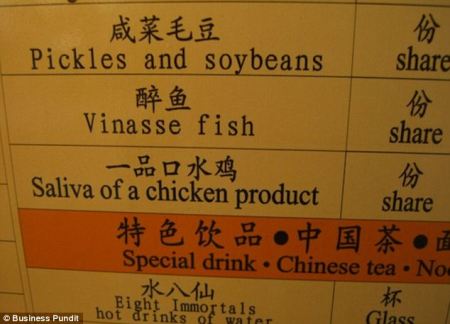 咸菜毛豆 份
Pickles and soybeans share
醉鱼 份
Vinasse fish share
一品口水鸡 份
Saliva of a chicken product share
特色饮品●中国茶●
Special drink • Chinese tea •
水八仙 杯
Eight Immortals Glass
hot drinks of water
© Business Pundit